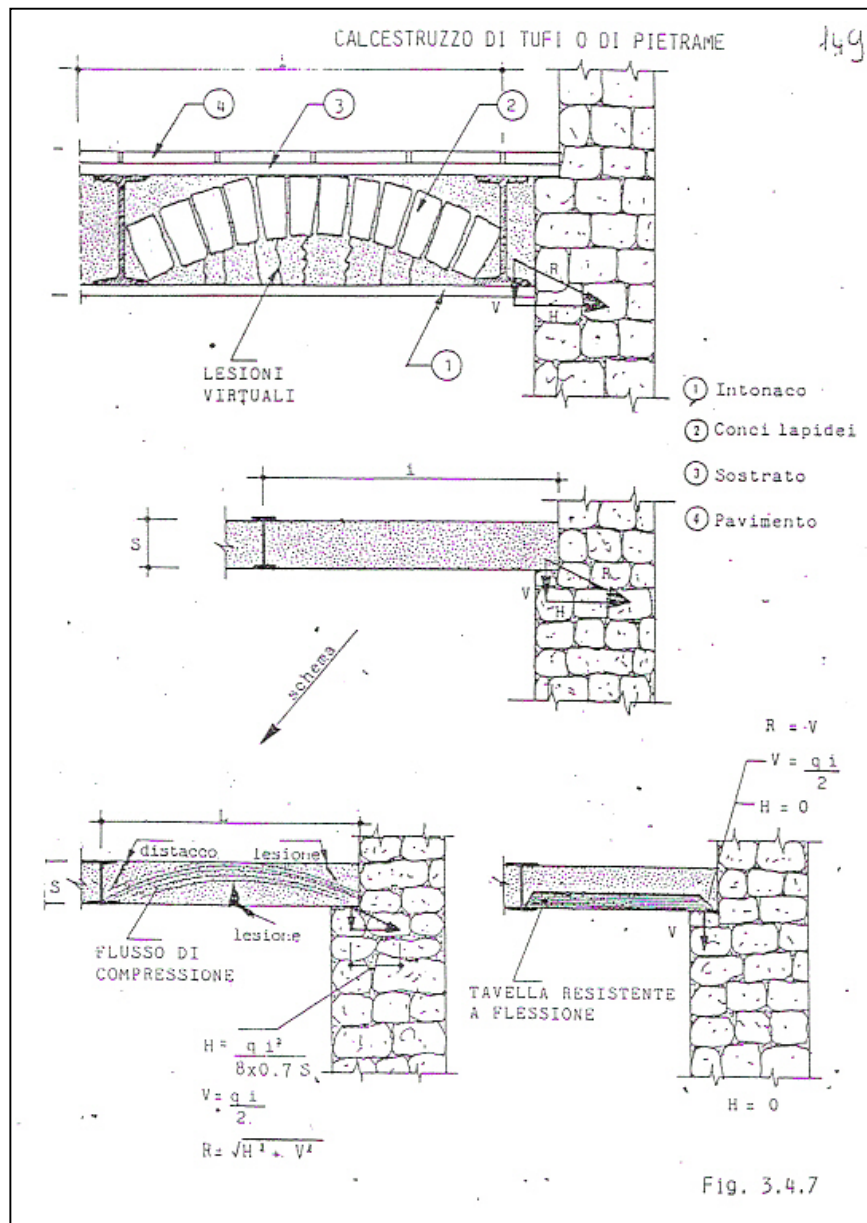 CALCESTRUZZO DI TUFI O DI PIETRAME
149
4
3
2
R
V
H
LESIONI
VIRTUALI
1
1 Intonaco
2 Conci lapidei
3 Sostrato
4 Pavimento
i
S
R
V
H
schema
R = V
V = q i
2
H = 0
L
distacco
lesione
S
lesione
FLUSSO DI
COMPRESSIONE
V
TAVELLA RESISTENTE
A FLESSIONE
H = q i²
8x0.7 S
V = q i
2
R = √H² + V²
H = 0
Fig. 3.4.7